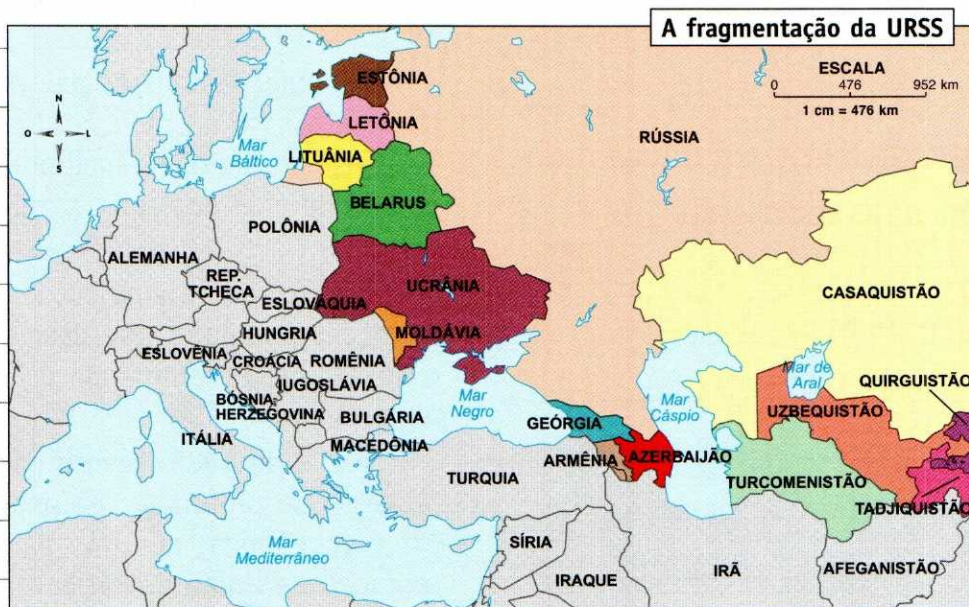 A fragmentação da URSS
ESCALA
0 476 952 km
1 cm = 476 km
N
O L
S
ESTÔNIA
LETÔNIA
RÚSSIA
Mar
Báltico
LITUÂNIA
BELARUS
POLÔNIA
ALEMANHA
REP.
TCHECA
UCRÂNIA
ESLOVÁQUIA
CASAQUISTÃO
HUNGRIA
MOLDÁVIA
ESLOVÊNIA
CROÁCIA
ROMÊNIA
Mar de
Aral
QUIRGUISTÃO
IUGOSLÁVIA
BÓSNIA-
HERZEGOVINA
Mar
Negro
Mar
Cáspio
UZBEQUISTÃO
BULGÁRIA
GEÓRGIA
ITÁLIA
MACEDÔNIA
ARMÊNIA
AZERBAIJÃO
TURQUIA
TURCOMENISTÃO
TADJIQUISTÃO
Mar
Mediterrâneo
SÍRIA
IRAQUE
IRÃ
AFEGANISTÃO